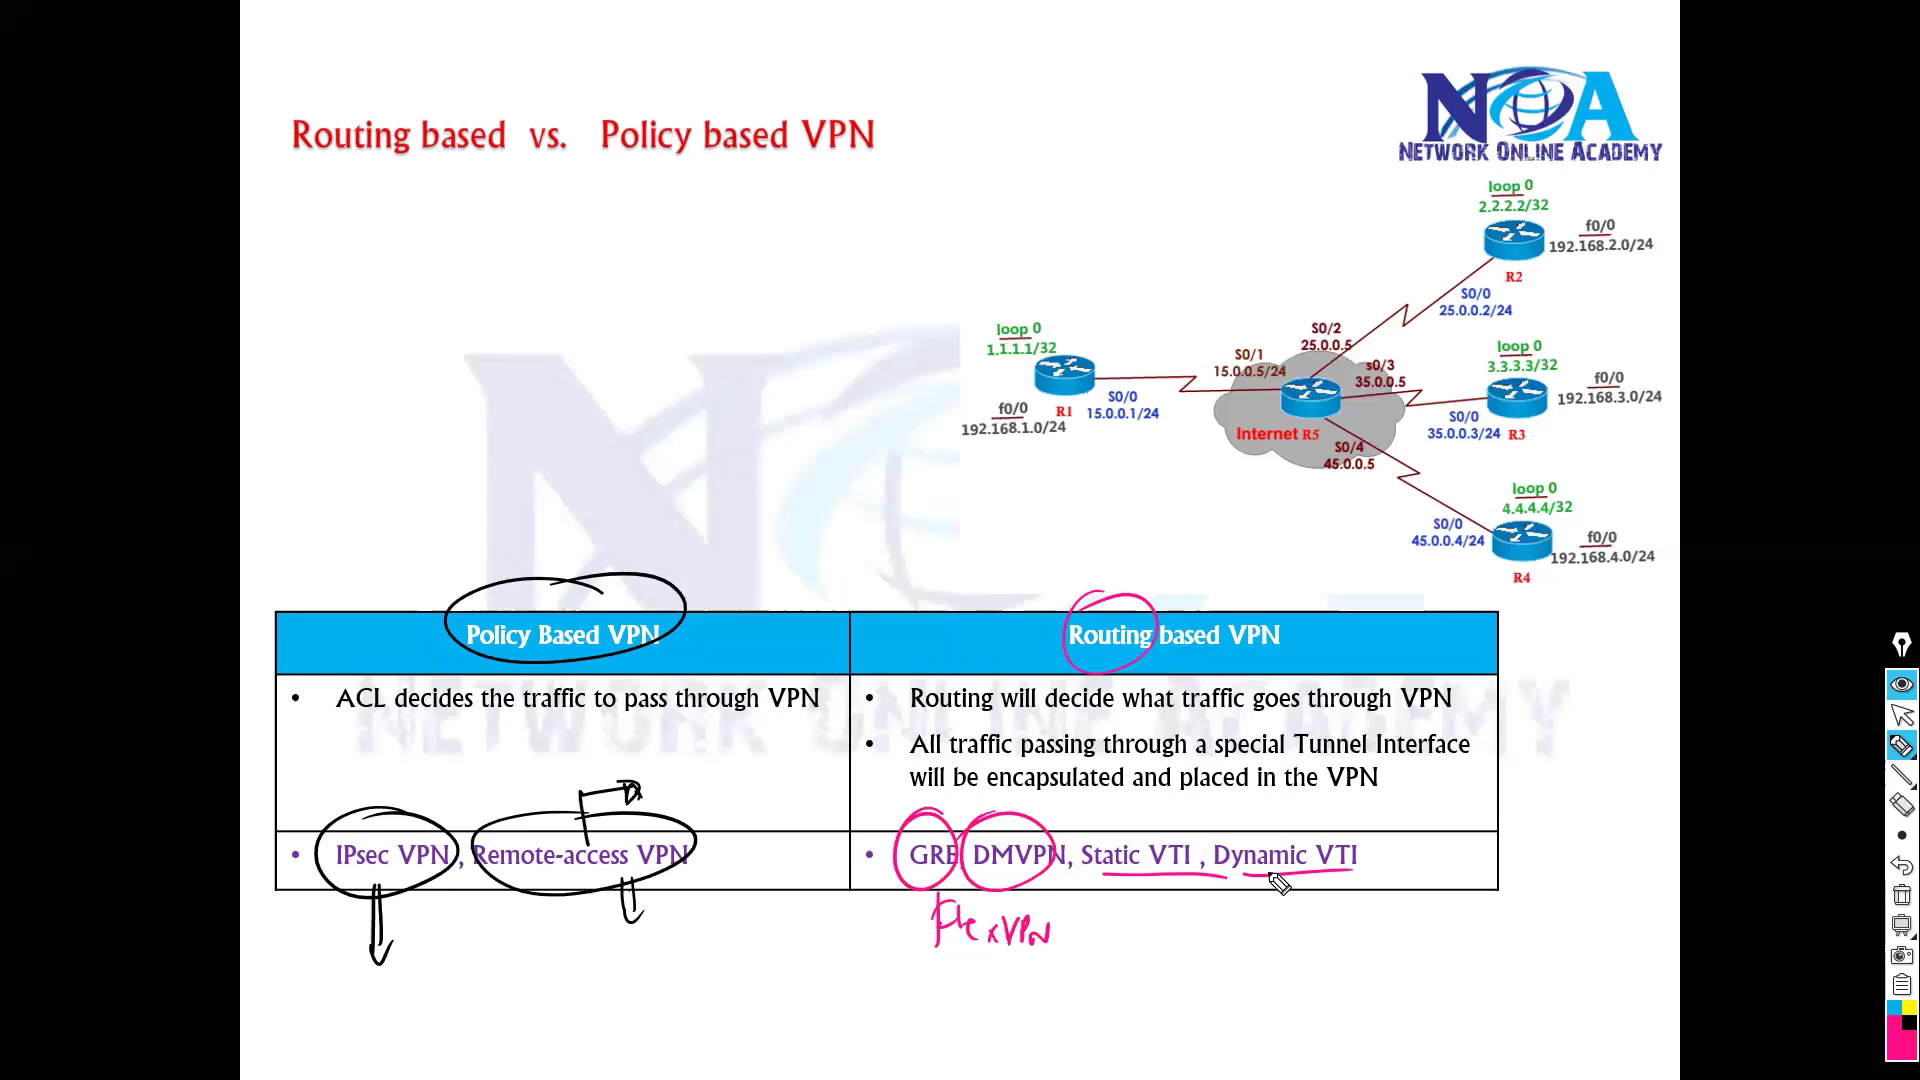 Routing based vs. Policy based VPN
NOA
NETWORK ONLINE ACADEMY
loop 0
2.2.2.2/32
f0/0
192.168.2.0/24
R2
S0/0
25.0.0.2/24
loop 0
1.1.1.1/32
f0/0
192.168.1.0/24
R1
S0/0
15.0.0.1/24
S0/1
15.0.0.5/24
S0/2
25.0.0.5
s0/3
35.0.0.5
Internet R5
S0/4
45.0.0.5
loop 0
3.3.3.3/32
f0/0
192.168.3.0/24
S0/0
35.0.0.3/24
R3
loop 0
4.4.4.4/32
S0/0
45.0.0.4/24
f0/0
192.168.4.0/24
R4
Policy Based VPN
Routing based VPN
• ACL decides the traffic to pass through VPN
• Routing will decide what traffic goes through VPN
• All traffic passing through a special Tunnel Interface
will be encapsulated and placed in the VPN
• IPsec VPN , Remote-access VPN
• GRE, DMVPN, Static VTI , Dynamic VTI
FlexVPN
NETWORK ONLINE ACADEMY